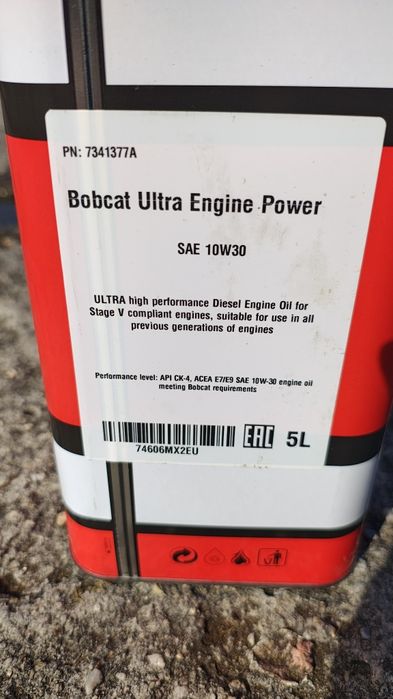 PN: 7341377A
Bobcat Ultra Engine Power
SAE 10W30
ULTRA high performance Diesel Engine Oil for
Stage V compliant engines, suitable for use in all
previous generations of engines
Performance level: API CK-4, ACEA E7/E9 SAE 10W-30 engine oil
meeting Bobcat requirements
74606MX2EU
EAC 5L